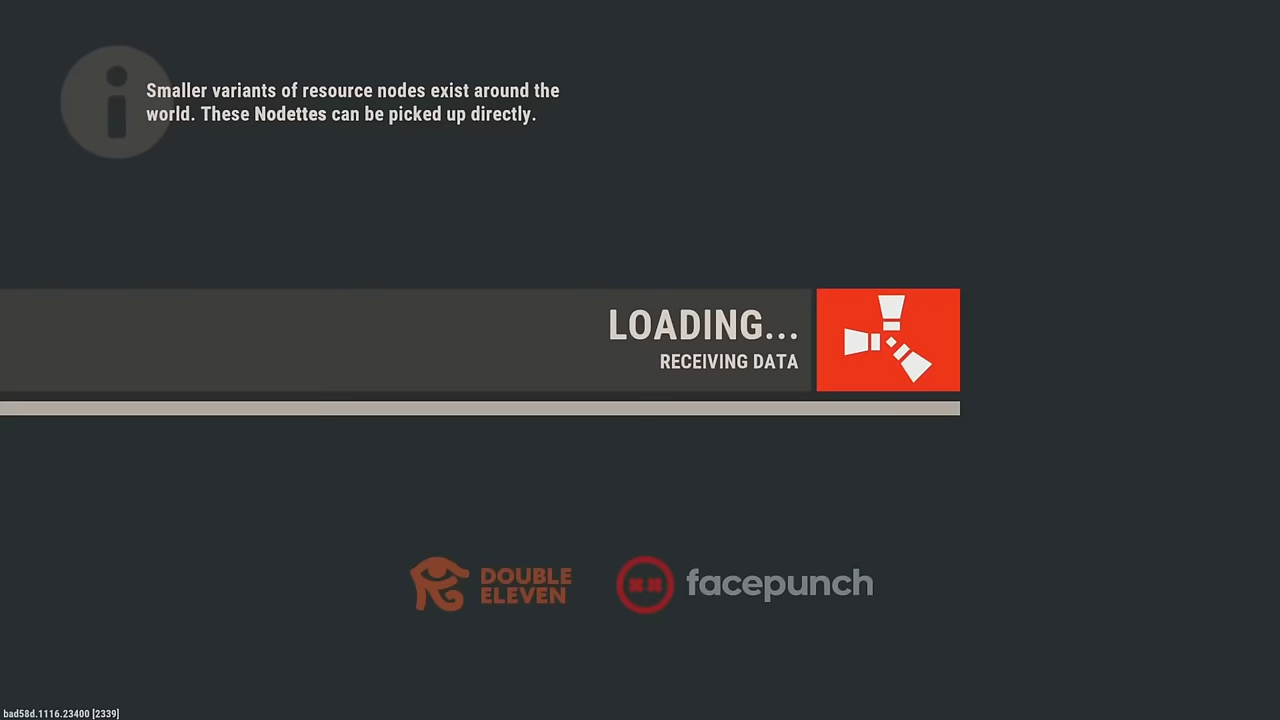 Smaller variants of resource nodes exist around the
world. These Nodettes can be picked up directly.
LOADING...
RECEIVING DATA
DOUBLE
ELEVEN
facepunch
bad58d.1116.23400 [2339]